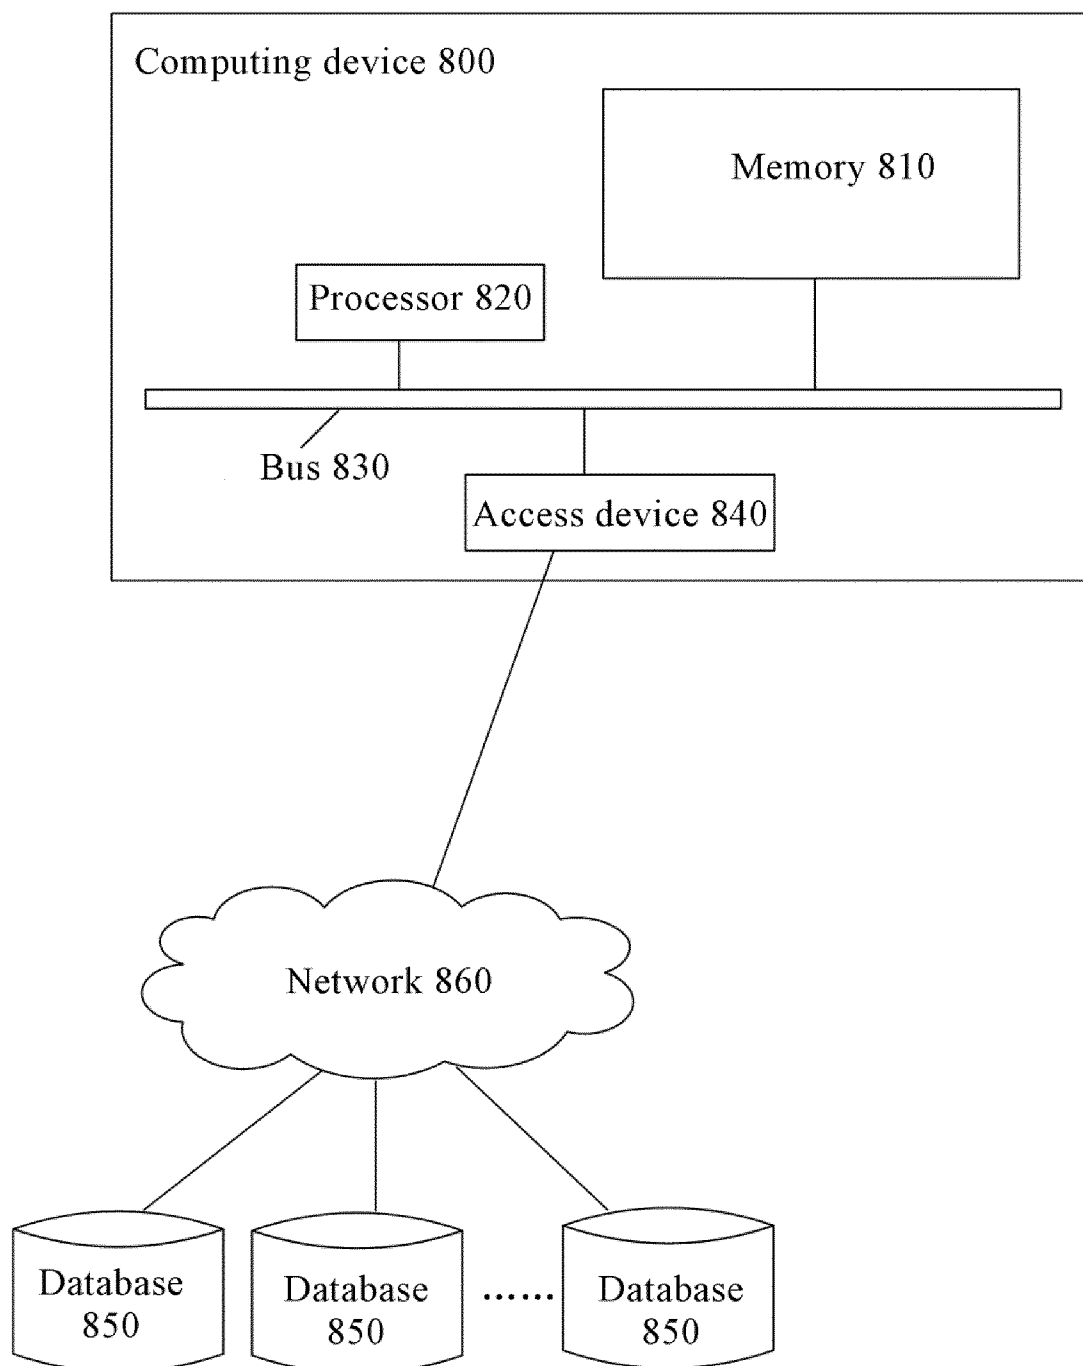 Computing device 800
Memory 810
Processor 820
Bus 830
Access device 840
Network 860
Database
850
Database
850
......
Database
850